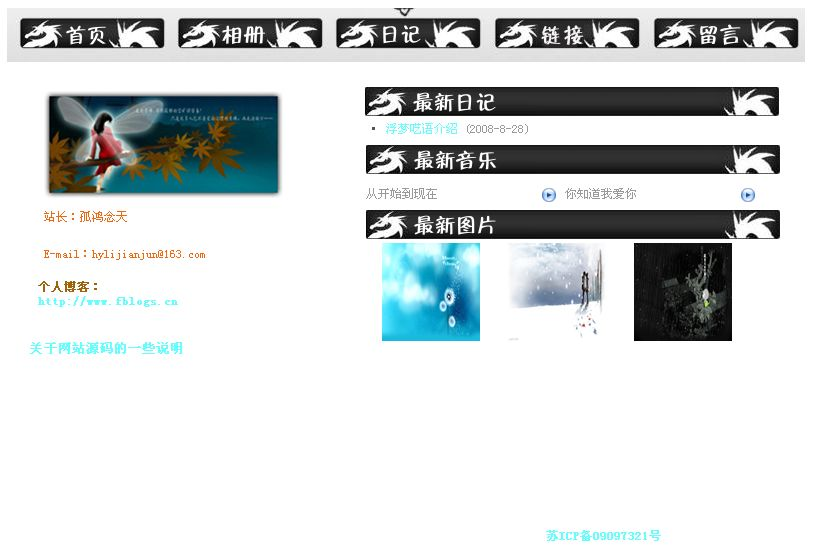 首页 相册 日记 链接 留言
站长：孤鸿念天
E-mail：hylijianjun@163.com
个人博客：
http://www.fblogs.cn
关于网站源码的一些说明
最新日记
浮梦呓语介绍 (2008-8-28)
最新音乐
从开始到现在 你知道我爱你
最新图片
苏ICP备09097321号